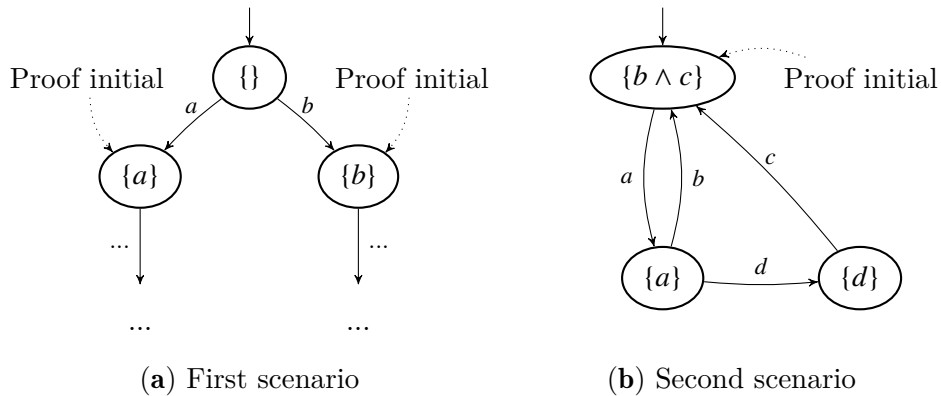 {}
{b ∧ c}
Proof initial
Proof initial
Proof initial
a
b
{a}
{b}
a
b
c
...
...
{a}
d
{d}
...
...
(a) First scenario
(b) Second scenario